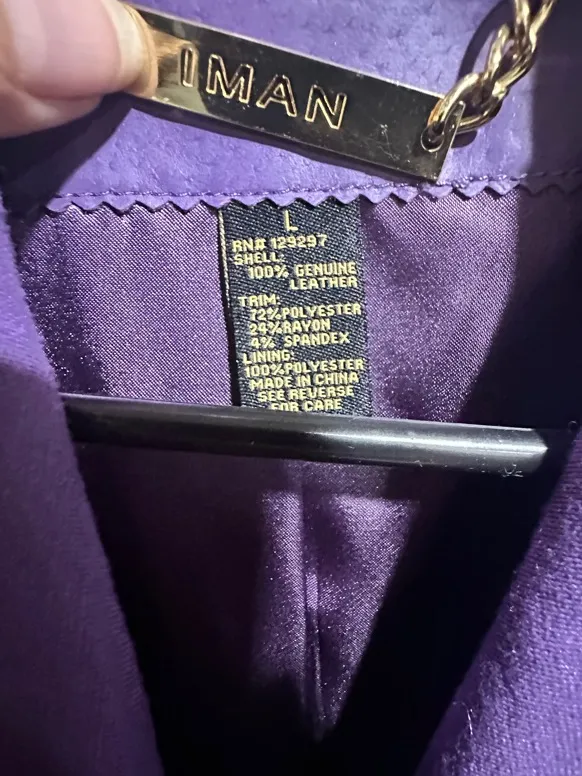 IMAN
L
RN# 129297
SHELL:
100% GENUINE
LEATHER
TRIM:
72%POLYESTER
24%RAYON
4% SPANDEX
LINING:
100%POLYESTER
MADE IN CHINA
SEE REVERSE
FOR CARE